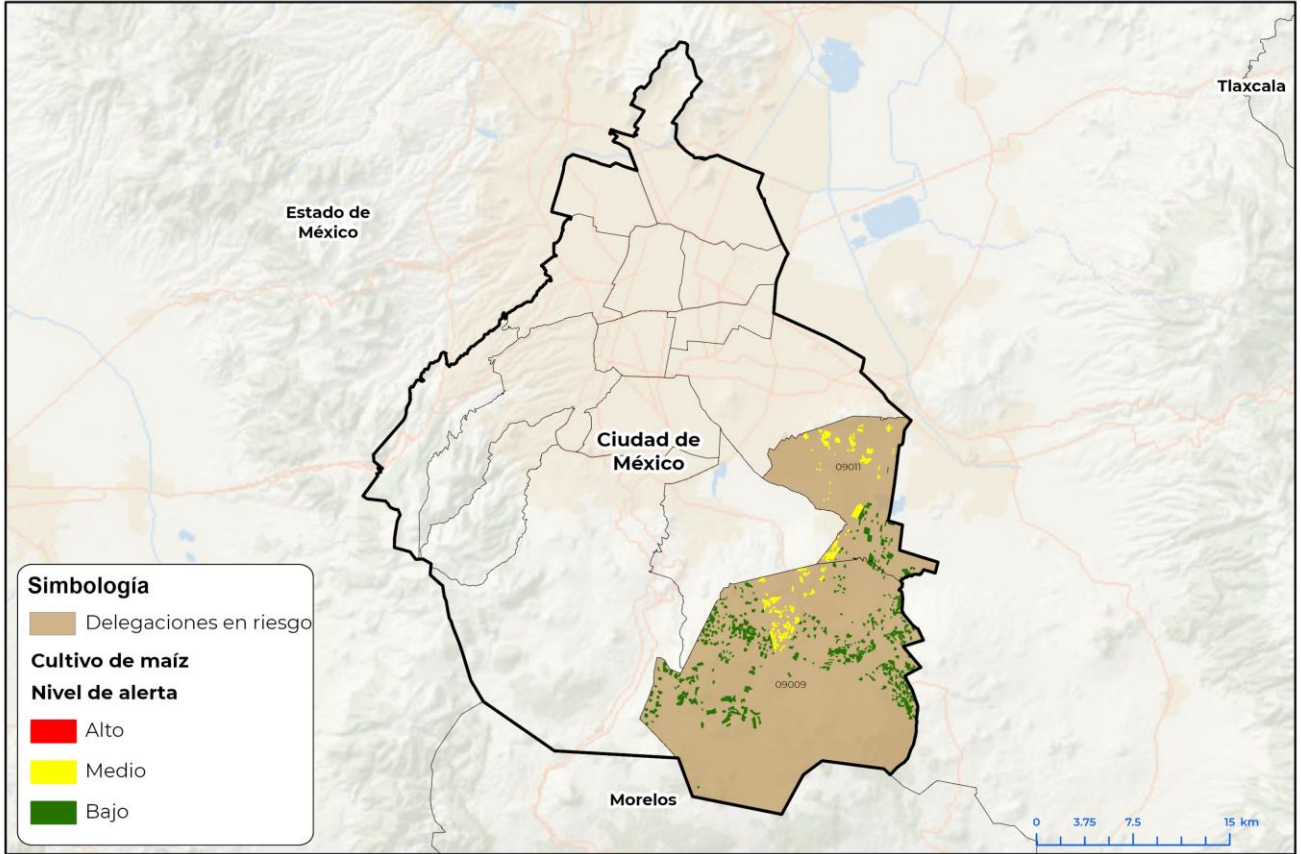 Tlaxcala
Estado de
México
Ciudad de
México
09011
09009
Morelos
Simbología
Delegaciones en riesgo
Cultivo de maíz
Nivel de alerta
Alto
Medio
Bajo
0 3.75 7.5 15 km